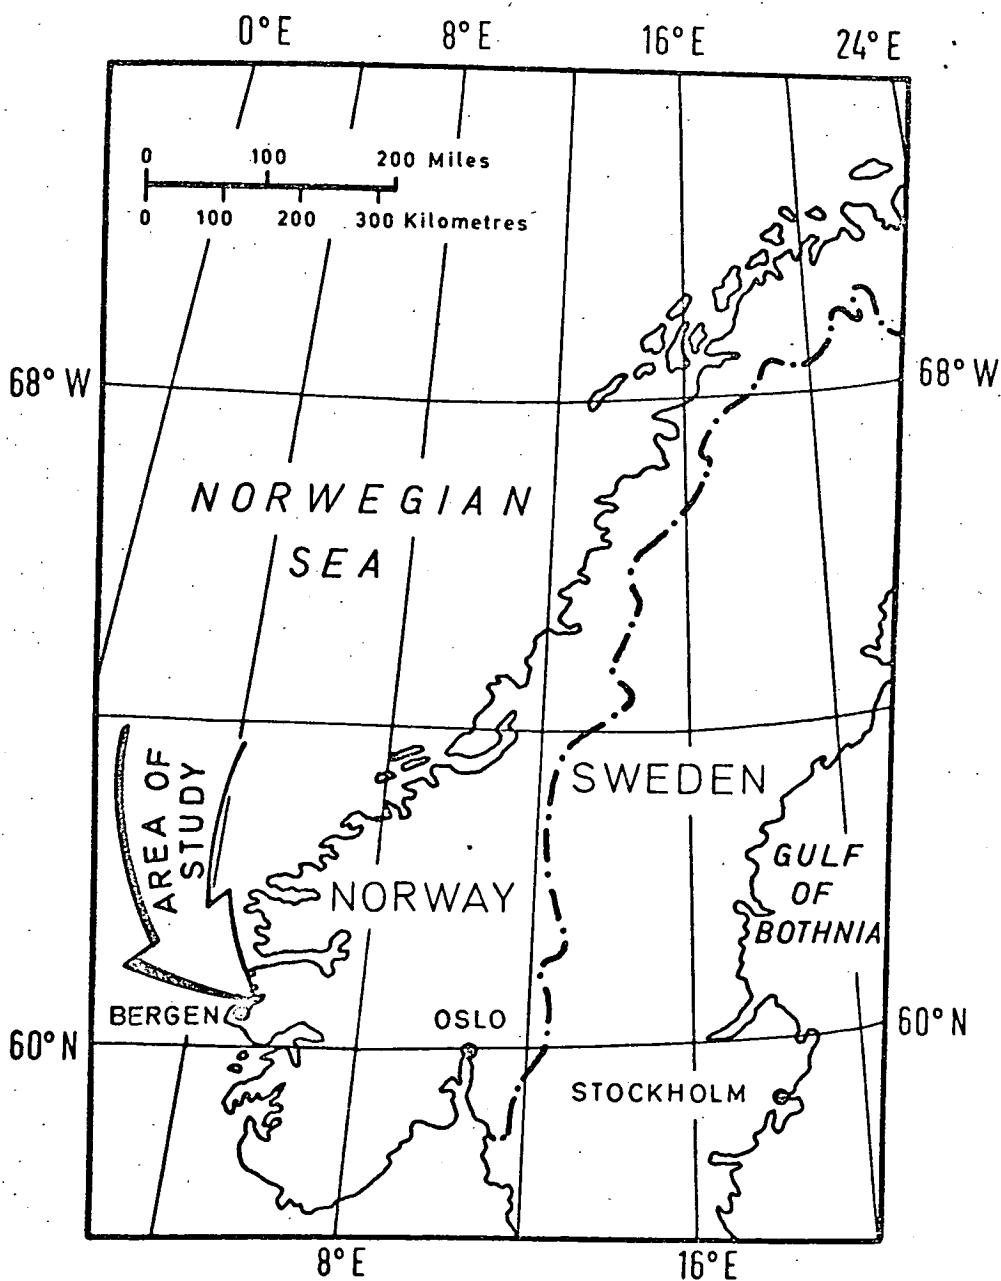 0°E 8°E 16°E 24°E
0 100 200 Miles
0 100 200 300 Kilometres
68°W 68°W
NORWEGIAN
SEA
AREA OF
STUDY
SWEDEN
GULF
OF
BOTHNIA
NORWAY
BERGEN
OSLO
60°N 60°N
STOCKHOLM
8°E 16°E